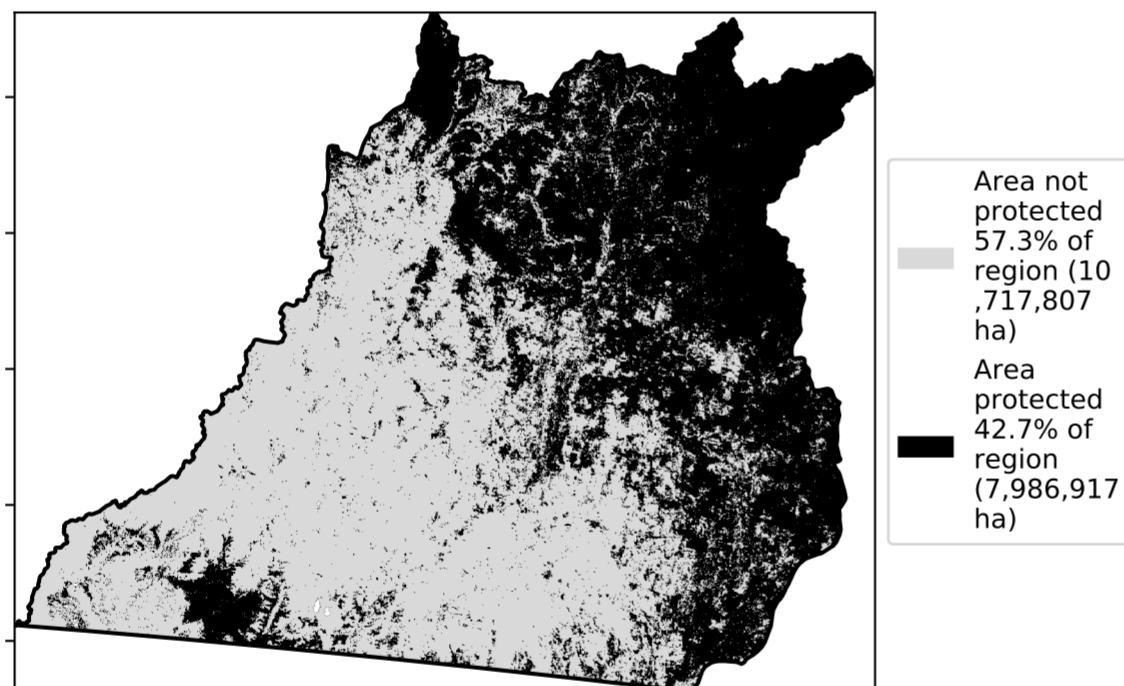 Area not
protected
57.3% of
region (10
,717,807
ha)
Area
protected
42.7% of
region
(7,986,917
ha)